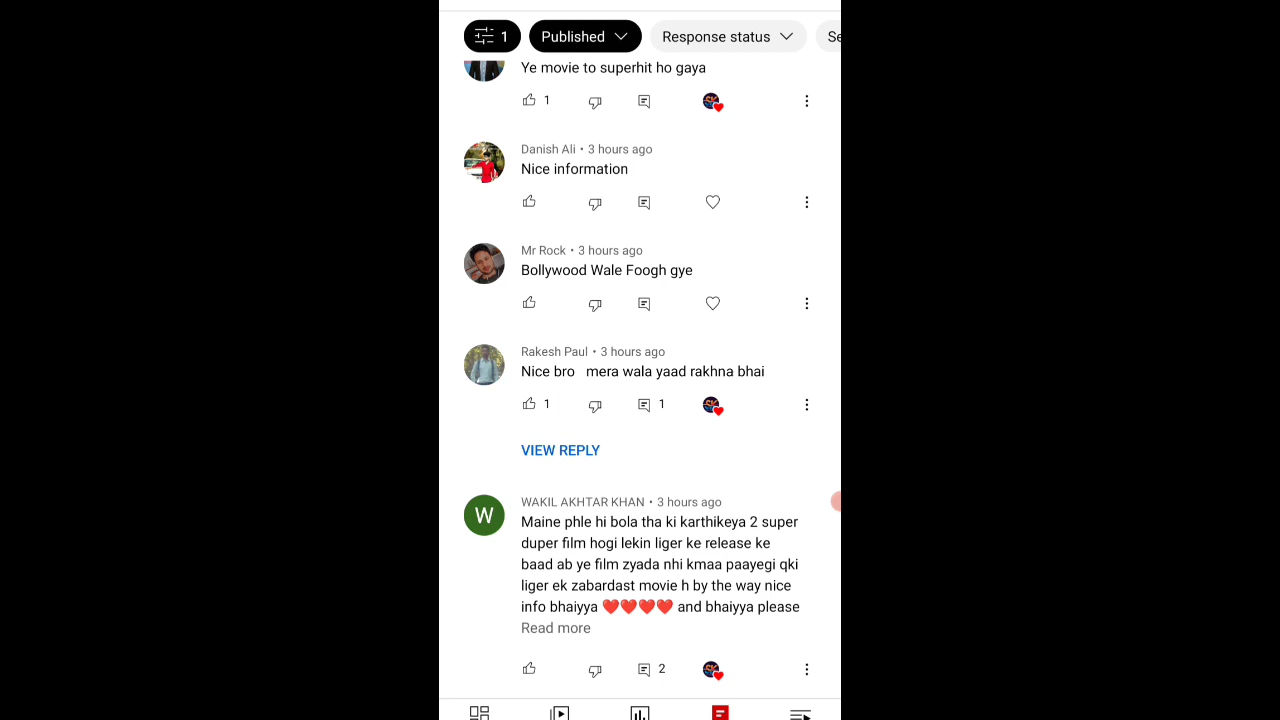 1 Published Response status Se
Ye movie to superhit ho gaya
1
Danish Ali • 3 hours ago
Nice information
Mr Rock • 3 hours ago
Bollywood Wale Foogh gye
Rakesh Paul • 3 hours ago
Nice bro mera wala yaad rakhna bhai
1 1
VIEW REPLY
W
WAKIL AKHTAR KHAN • 3 hours ago
Maine phle hi bola tha ki karthikeya 2 super
duper film hogi lekin liger ke release ke
baad ab ye film zyada nhi kmaa paayegi qki
liger ek zabardast movie h by the way nice
info bhaiyya ❤️❤️❤️❤️ and bhaiyya please
Read more
2